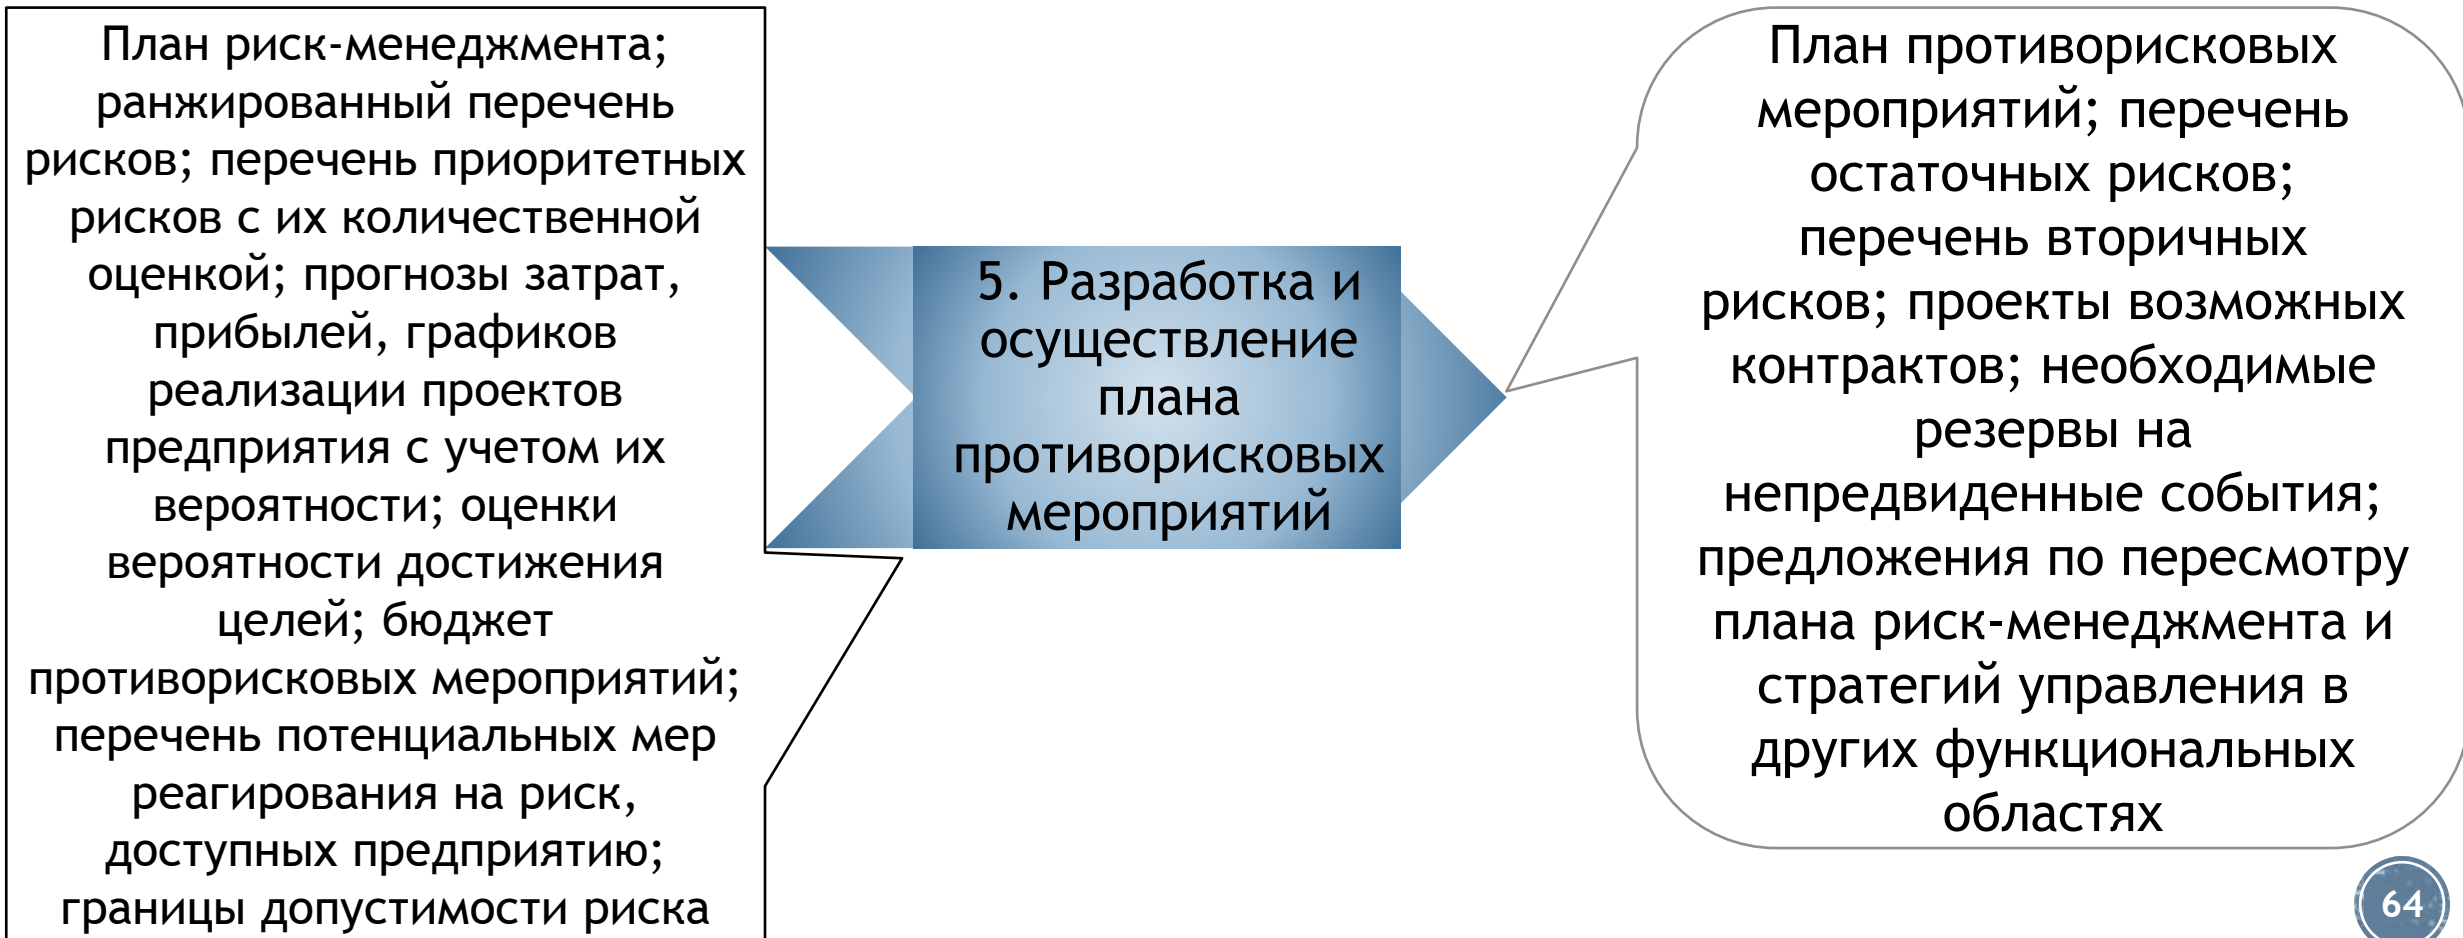 План риск-менеджмента;
ранжированный перечень
рисков; перечень приоритетных
рисков с их количественной
оценкой; прогнозы затрат,
прибылей, графиков
реализации проектов
предприятия с учетом их
вероятности; оценки
вероятности достижения
целей; бюджет
противорисковых мероприятий;
перечень потенциальных мер
реагирования на риск,
доступных предприятию;
границы допустимости риска
5. Разработка и
осуществление
плана
противорисковых
мероприятий
План противорисковых
мероприятий; перечень
остаточных рисков;
перечень вторичных
рисков; проекты возможных
контрактов; необходимые
резервы на
непредвиденные события;
предложения по пересмотру
плана риск-менеджмента и
стратегий управления в
других функциональных
областях
64